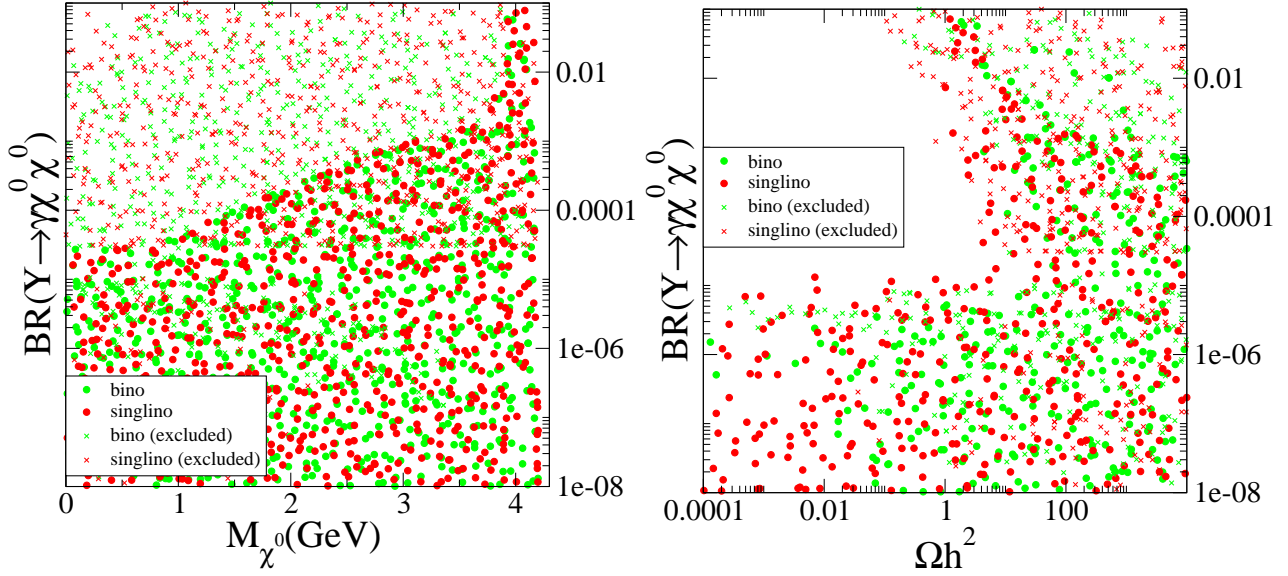 BR(Υ→γχ⁰χ⁰)
0.01
0.0001
1e-06
1e-08
bino
singlino
bino (excluded)
singlino (excluded)
0 1 2 3 4
M_χ⁰(GeV)
BR(Υ→γχ⁰χ⁰)
0.01
0.0001
1e-06
1e-08
bino
singlino
bino (excluded)
singlino (excluded)
0.0001 0.01 1 100
Ωh²